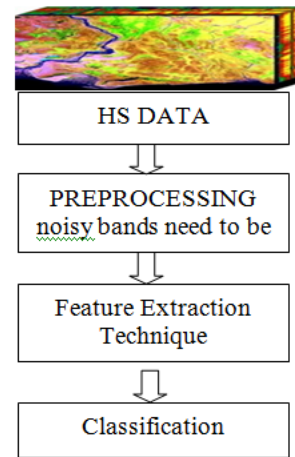 HS DATA
PREPROCESSING
noisy bands need to be
Feature Extraction
Technique
Classification